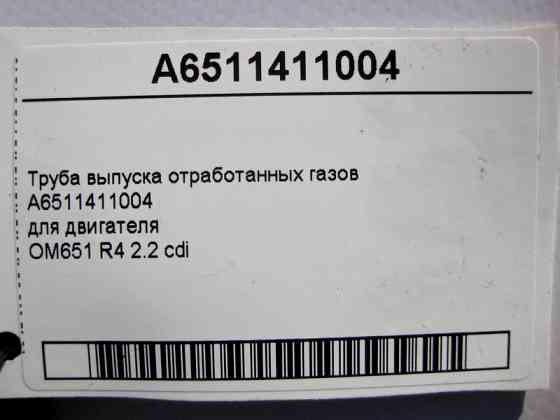 A6511411004
Труба выпуска отработанных газов
A6511411004
для двигателя
OM651 R4 2.2 cdi